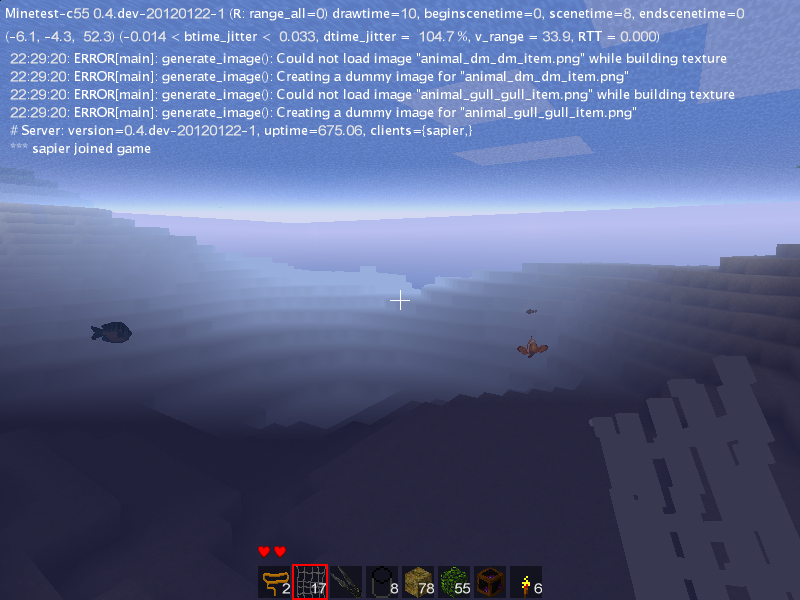 Minetest-c55 0.4.dev-20120122-1 (R: range_all=0) drawtime=10, beginscenetime=0, scenetime=8, endscenetime=0
(-6.1, -4.3, 52.3) (-0.014 < btime_jitter < 0.033, dtime_jitter = 104.7 %, v_range = 33.9, RTT = 0.000)
22:29:20: ERROR[main]: generate_image(): Could not load image "animal_dm_dm_item.png" while building texture
22:29:20: ERROR[main]: generate_image(): Creating a dummy image for "animal_dm_dm_item.png"
22:29:20: ERROR[main]: generate_image(): Could not load image "animal_gull_gull_item.png" while building texture
22:29:20: ERROR[main]: generate_image(): Creating a dummy image for "animal_gull_gull_item.png"
# Server: version=0.4.dev-20120122-1, uptime=675.06, clients={sapier,}
*** sapier joined game
2 17 8 78 55 6